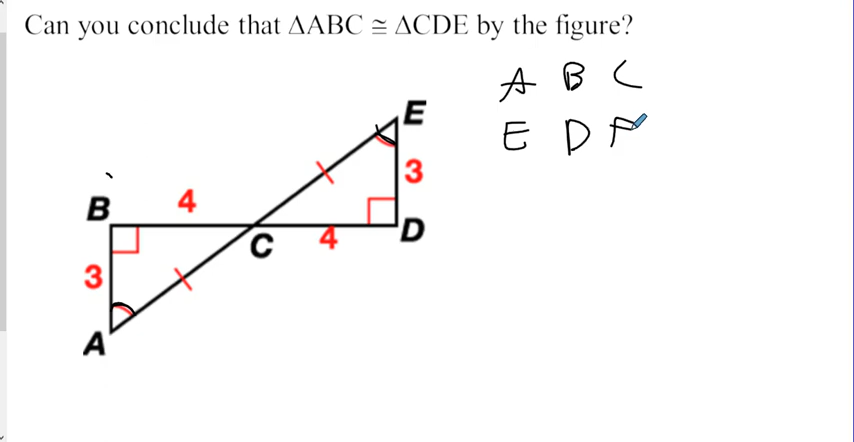 Can you conclude that ΔABC ≅ ΔCDE by the figure?
A B C
E D F
E
3
B 4
C 4 D
3
A